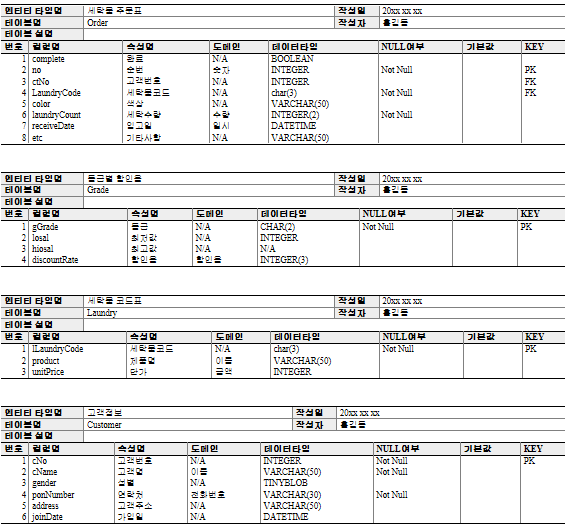 엔티티 타임명 세탁물 주문표 작성일 20xx xx xx
테이블명 Order 작성자 홍길동
테이블 설명
번호 컬럼명 속성명 도메인 데이터타입 NULL여부 기본값 KEY
1 complete 완료 N/A BOOLEAN
2 no 순번 숫자 INTEGER Not Null PK
3 ctNo 고객번호 N/A INTEGER FK
4 LaundryCode 세탁물코드 N/A char(3) Not Null FK
5 color 색상 N/A VARCHAR(50)
6 laundryCount 세탁수량 수량 INTEGER(2) Not Null
7 receiveDate 입고일 일시 DATETIME
8 etc 기타사항 N/A VARCHAR(50)
엔티티 타임명 등급별 할인율 작성일 20xx xx xx
테이블명 Grade 작성자 홍길동
테이블 설명
번호 컬럼명 속성명 도메인 데이터타입 NULL여부 기본값 KEY
1 gGrade 등급 N/A CHAR(2) Not Null PK
2 losal 최저값 N/A INTEGER
3 hiosal 최고값 N/A N/A
4 discountRate 할인율 할인율 INTEGER(3)
엔티티 타임명 세탁물 코드표 작성일 20xx xx xx
테이블명 Laundry 작성자 홍길동
테이블 설명
번호 컬럼명 속성명 도메인 데이터타입 NULL여부 기본값 KEY
1 lLaundryCode 세탁물코드 N/A char(3) Not Null PK
2 product 제품명 이름 VARCHAR(50)
3 unitPrice 단가 금액 INTEGER
엔티티 타임명 고객정보 작성일 20xx xx xx
테이블명 Customer 작성자 홍길동
테이블 설명
번호 컬럼명 속성명 도메인 데이터타입 NULL여부 기본값 KEY
1 cNo 고객번호 N/A INTEGER Not Null PK
2 cName 고객명 이름 VARCHAR(50) Not Null
3 gender 성별 N/A TINYBLOB
4 ponNumber 연락처 전화번호 VARCHAR(30) Not Null
5 address 고객주소 N/A VARCHAR(50)
6 joinDate 가입일 N/A DATETIME